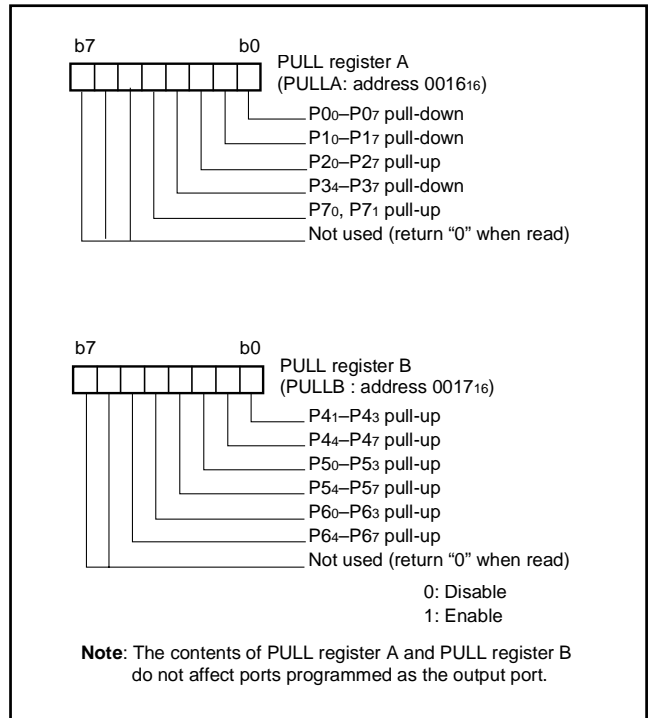 b7 b0
PULL register A
(PULLA: address 0016₁₆)
P0₀–P0₇ pull-down
P1₀–P1₇ pull-down
P2₀–P2₇ pull-up
P3₄–P3₇ pull-down
P7₀, P7₁ pull-up
Not used (return “0” when read)
b7 b0
PULL register B
(PULLB : address 0017₁₆)
P4₁–P4₃ pull-up
P4₄–P4₇ pull-up
P5₀–P5₃ pull-up
P5₄–P5₇ pull-up
P6₀–P6₃ pull-up
P6₄–P6₇ pull-up
Not used (return “0” when read)
0: Disable
1: Enable
Note: The contents of PULL register A and PULL register B
do not affect ports programmed as the output port.